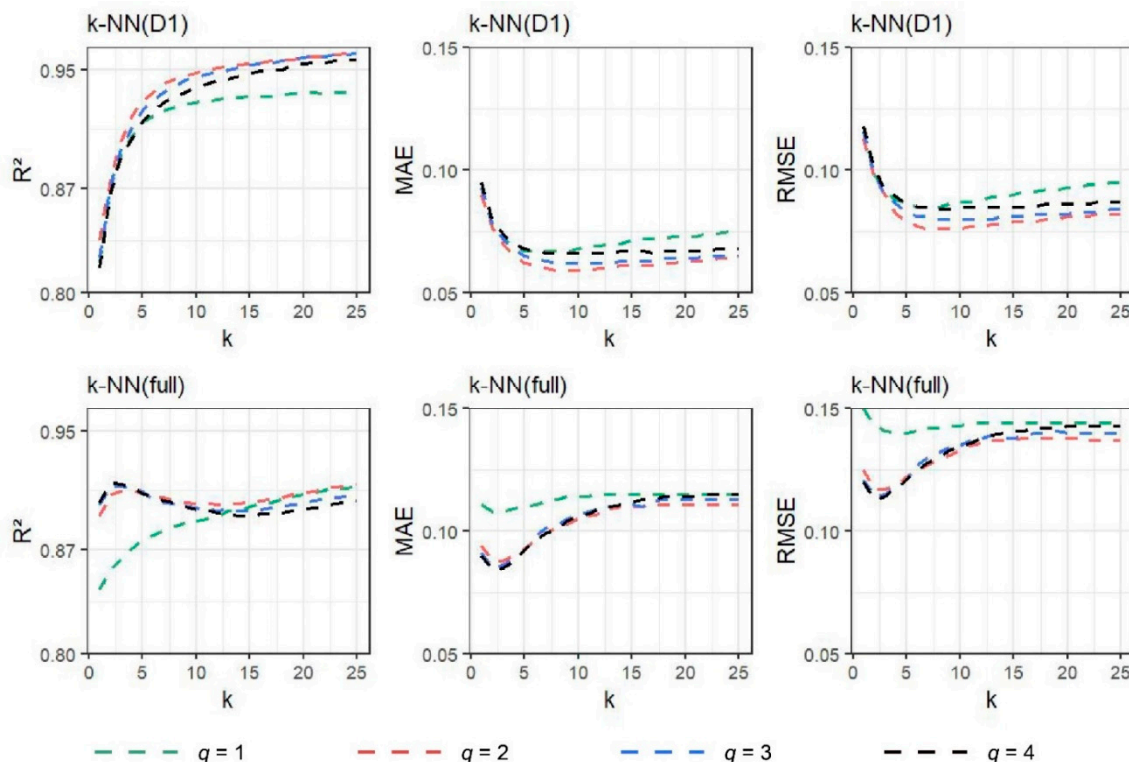 k-NN(D1) k-NN(D1) k-NN(D1)
0.95 0.15 0.15
R² MAE RMSE
0.87 0.10 0.10
0.80 0.05 0.05
0 5 10 15 20 25 0 5 10 15 20 25 0 5 10 15 20 25
k k k
k-NN(full) k-NN(full) k-NN(full)
0.95 0.15 0.15
R² MAE RMSE
0.87 0.10 0.10
0.80 0.05 0.05
0 5 10 15 20 25 0 5 10 15 20 25 0 5 10 15 20 25
k k k
q = 1 q = 2 q = 3 q = 4